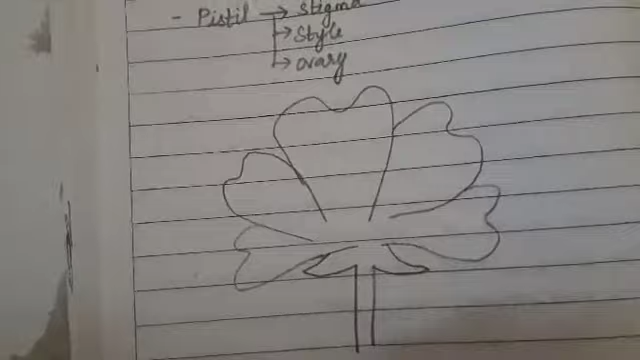 - Pistil → Stigma
→ Style
→ ovary